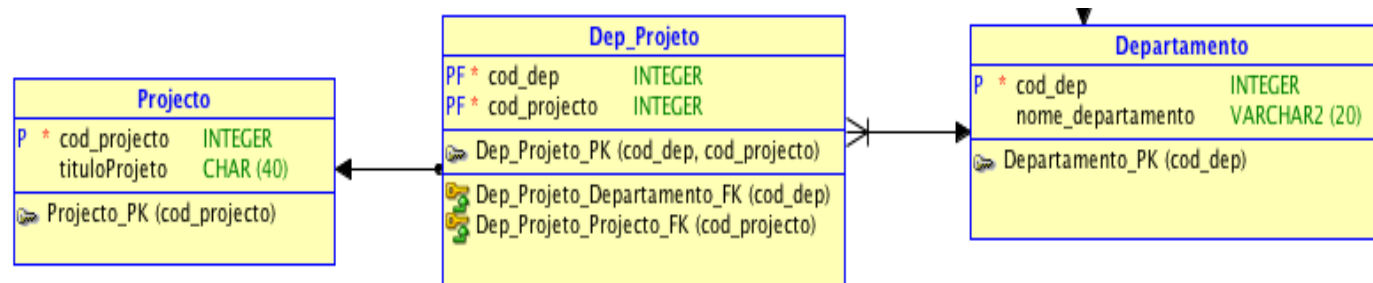 Projecto
P * cod_projecto INTEGER
tituloProjeto CHAR (40)
Projecto_PK (cod_projecto)
Dep_Projeto
PF * cod_dep INTEGER
PF * cod_projecto INTEGER
Dep_Projeto_PK (cod_dep, cod_projecto)
Dep_Projeto_Departamento_FK (cod_dep)
Dep_Projeto_Projecto_FK (cod_projecto)
Departamento
P * cod_dep INTEGER
nome_departamento VARCHAR2 (20)
Departamento_PK (cod_dep)